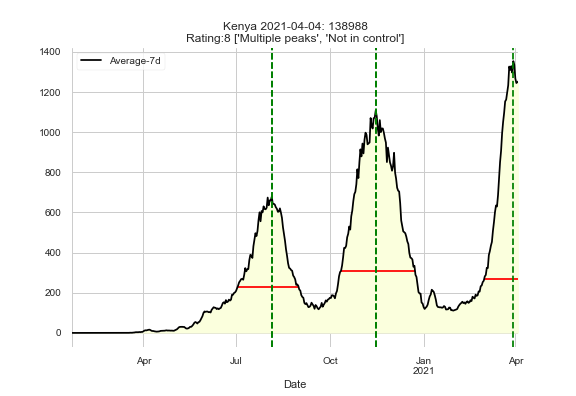 Kenya 2021-04-04: 138988
Rating:8 ['Multiple peaks', 'Not in control']
1400
Average-7d
1200
1000
800
600
400
200
0
Apr Jul Oct Jan Apr
2021
Date